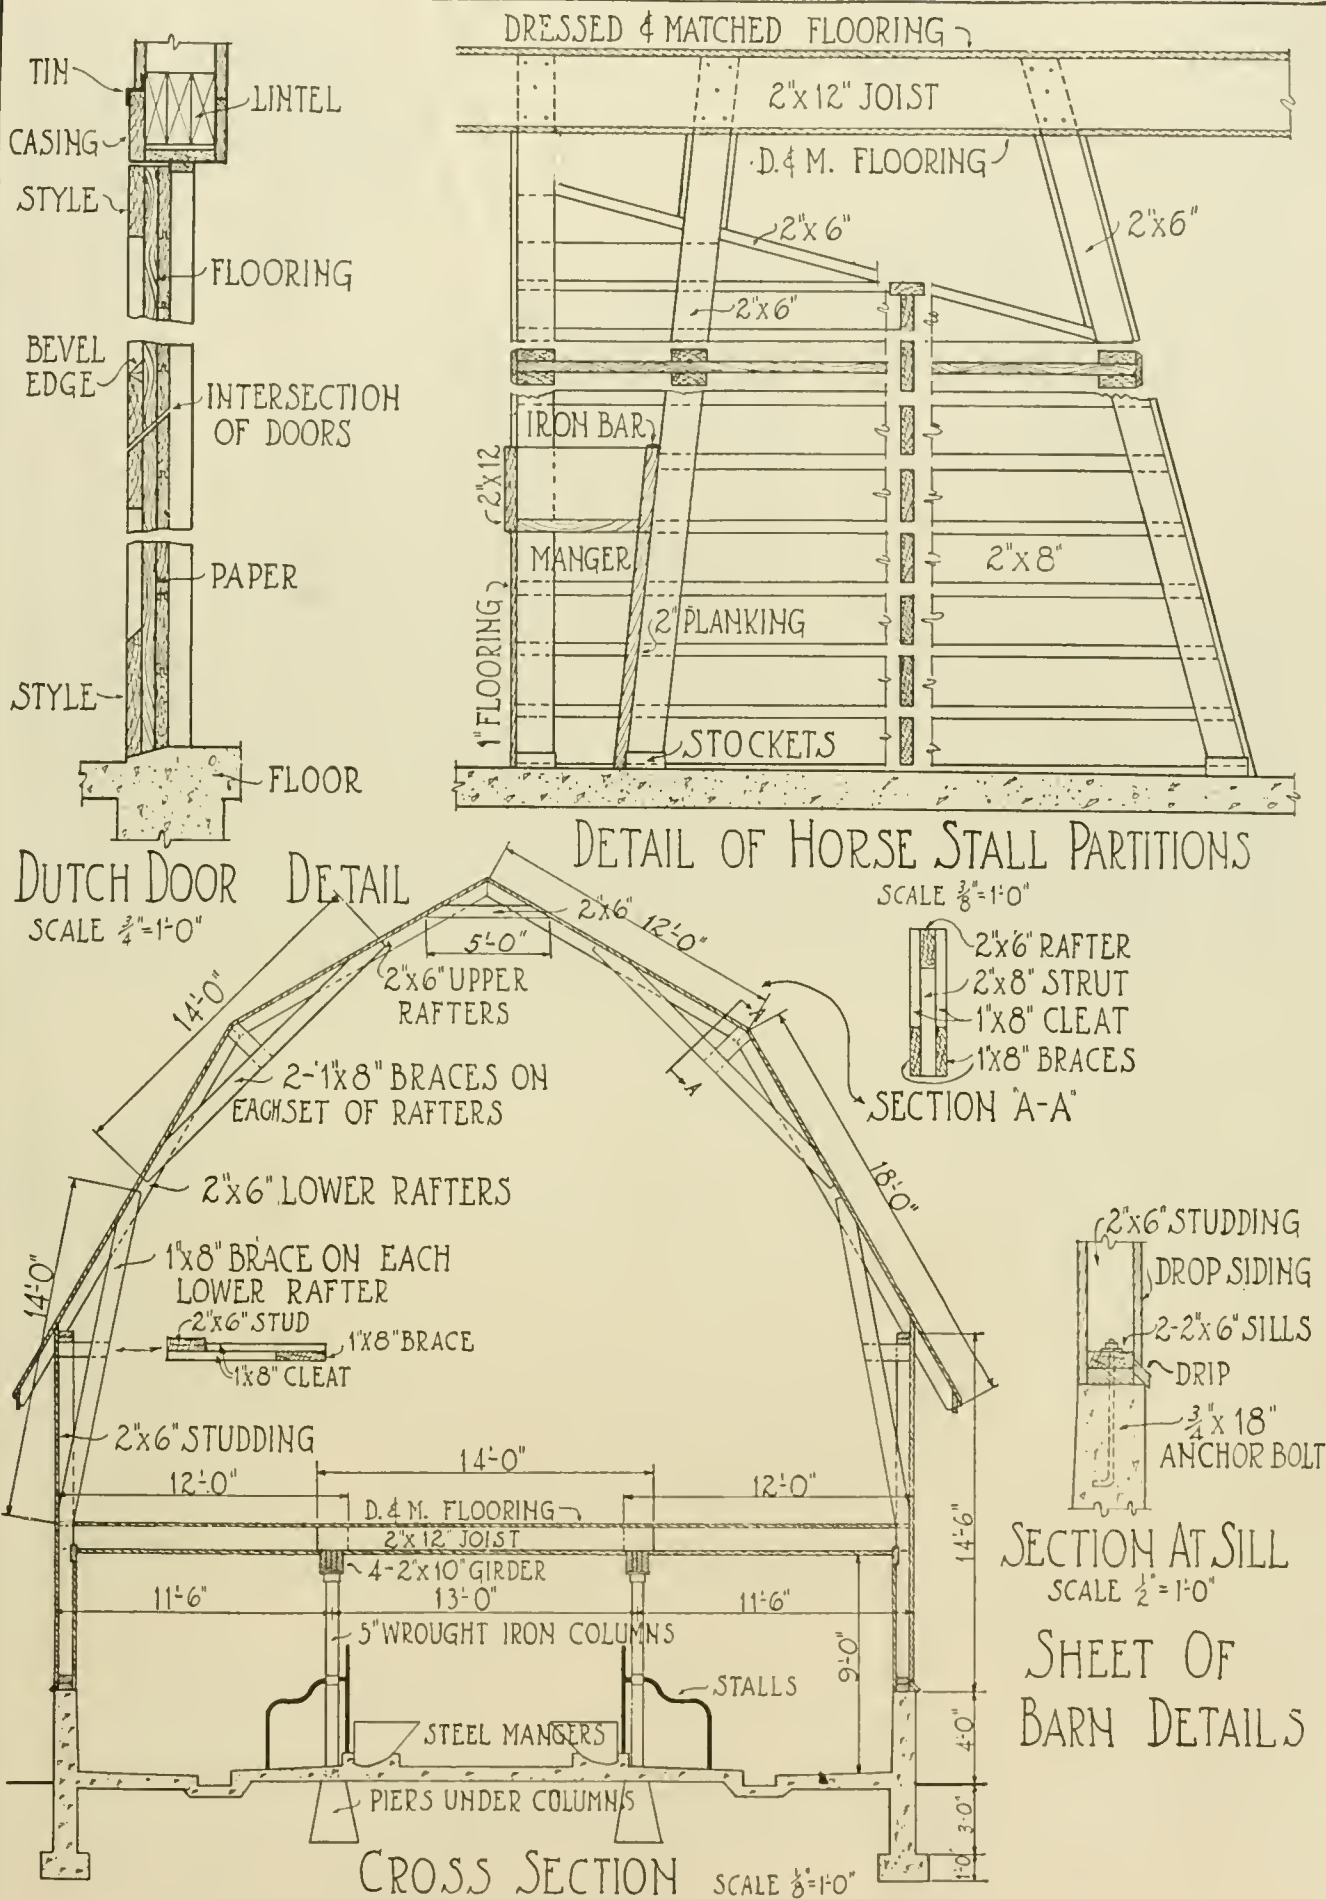 TIN
LINTEL
CASING
STYLE
FLOORING
BEVEL
EDGE
INTERSECTION
OF DOORS
PAPER
STYLE
FLOOR
DUTCH DOOR DETAIL
SCALE 3/4"=1'-0"
DRESSED & MATCHED FLOORING
2"X12" JOIST
D.& M. FLOORING
2"X6"
2"X6"
2"X6"
IRON BAR
2"X12
MANGER
2"X8"
1" FLOORING
2" PLANKING
STOCKETS
DETAIL OF HORSE STALL PARTITIONS
SCALE 3/8"=1'-0"
2"X6" RAFTER
2"X8" STRUT
1"X8" CLEAT
1"X8" BRACES
SECTION "A-A"
2"X6"
5'-0"
12'-0"
14'-0"
2"X6" UPPER
RAFTERS
A
A
2-1"X8" BRACES ON
EACH SET OF RAFTERS
2"X6" LOWER RAFTERS
18'-0"
14'-0"
1"X8" BRACE ON EACH
LOWER RAFTER
2"X6" STUD
1"X8" BRACE
1"X8" CLEAT
2"X6" STUDDING
14'-0"
12'-0"
12'-0"
D.& M. FLOORING
2"X12" JOIST
4-2"X10" GIRDER
11'-6"
13'-0"
11'-6"
5" WROUGHT IRON COLUMNS
9'-0"
14'-6"
STALLS
STEEL MANGERS
4'-0"
PIERS UNDER COLUMNS
3'-0"
1'-0"
CROSS SECTION
SCALE 1/8"=1'-0"
2"X6" STUDDING
DROP SIDING
2-2"X6" SILLS
DRIP
3/4" X 18"
ANCHOR BOLT
SECTION AT SILL
SCALE 1/2"=1'-0"
SHEET OF
BARN DETAILS